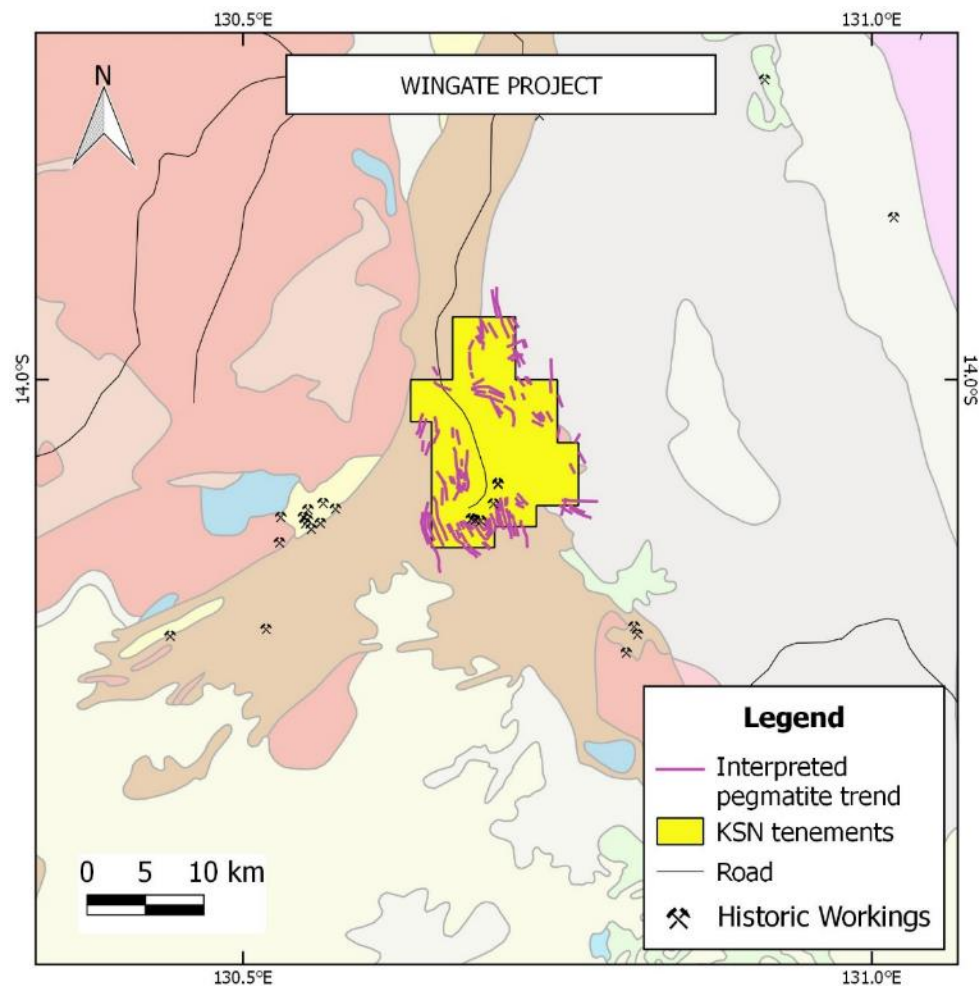 130.5°E
131.0°E
WINGATE PROJECT
N
14.0°S
14.0°S
Legend
Interpreted
pegmatite trend
KSN tenements
Road
Historic Workings
0 5 10 km
130.5°E
131.0°E